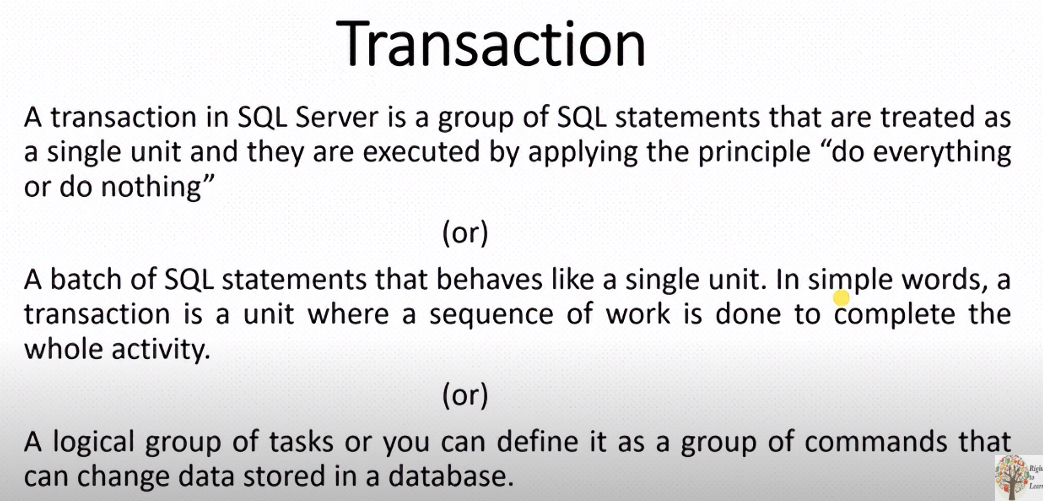 Transaction
A transaction in SQL Server is a group of SQL statements that are treated as
a single unit and they are executed by applying the principle “do everything
or do nothing”
(or)
A batch of SQL statements that behaves like a single unit. In simple words, a
transaction is a unit where a sequence of work is done to complete the
whole activity.
(or)
A logical group of tasks or you can define it as a group of commands that
can change data stored in a database.
Right
to
Learn